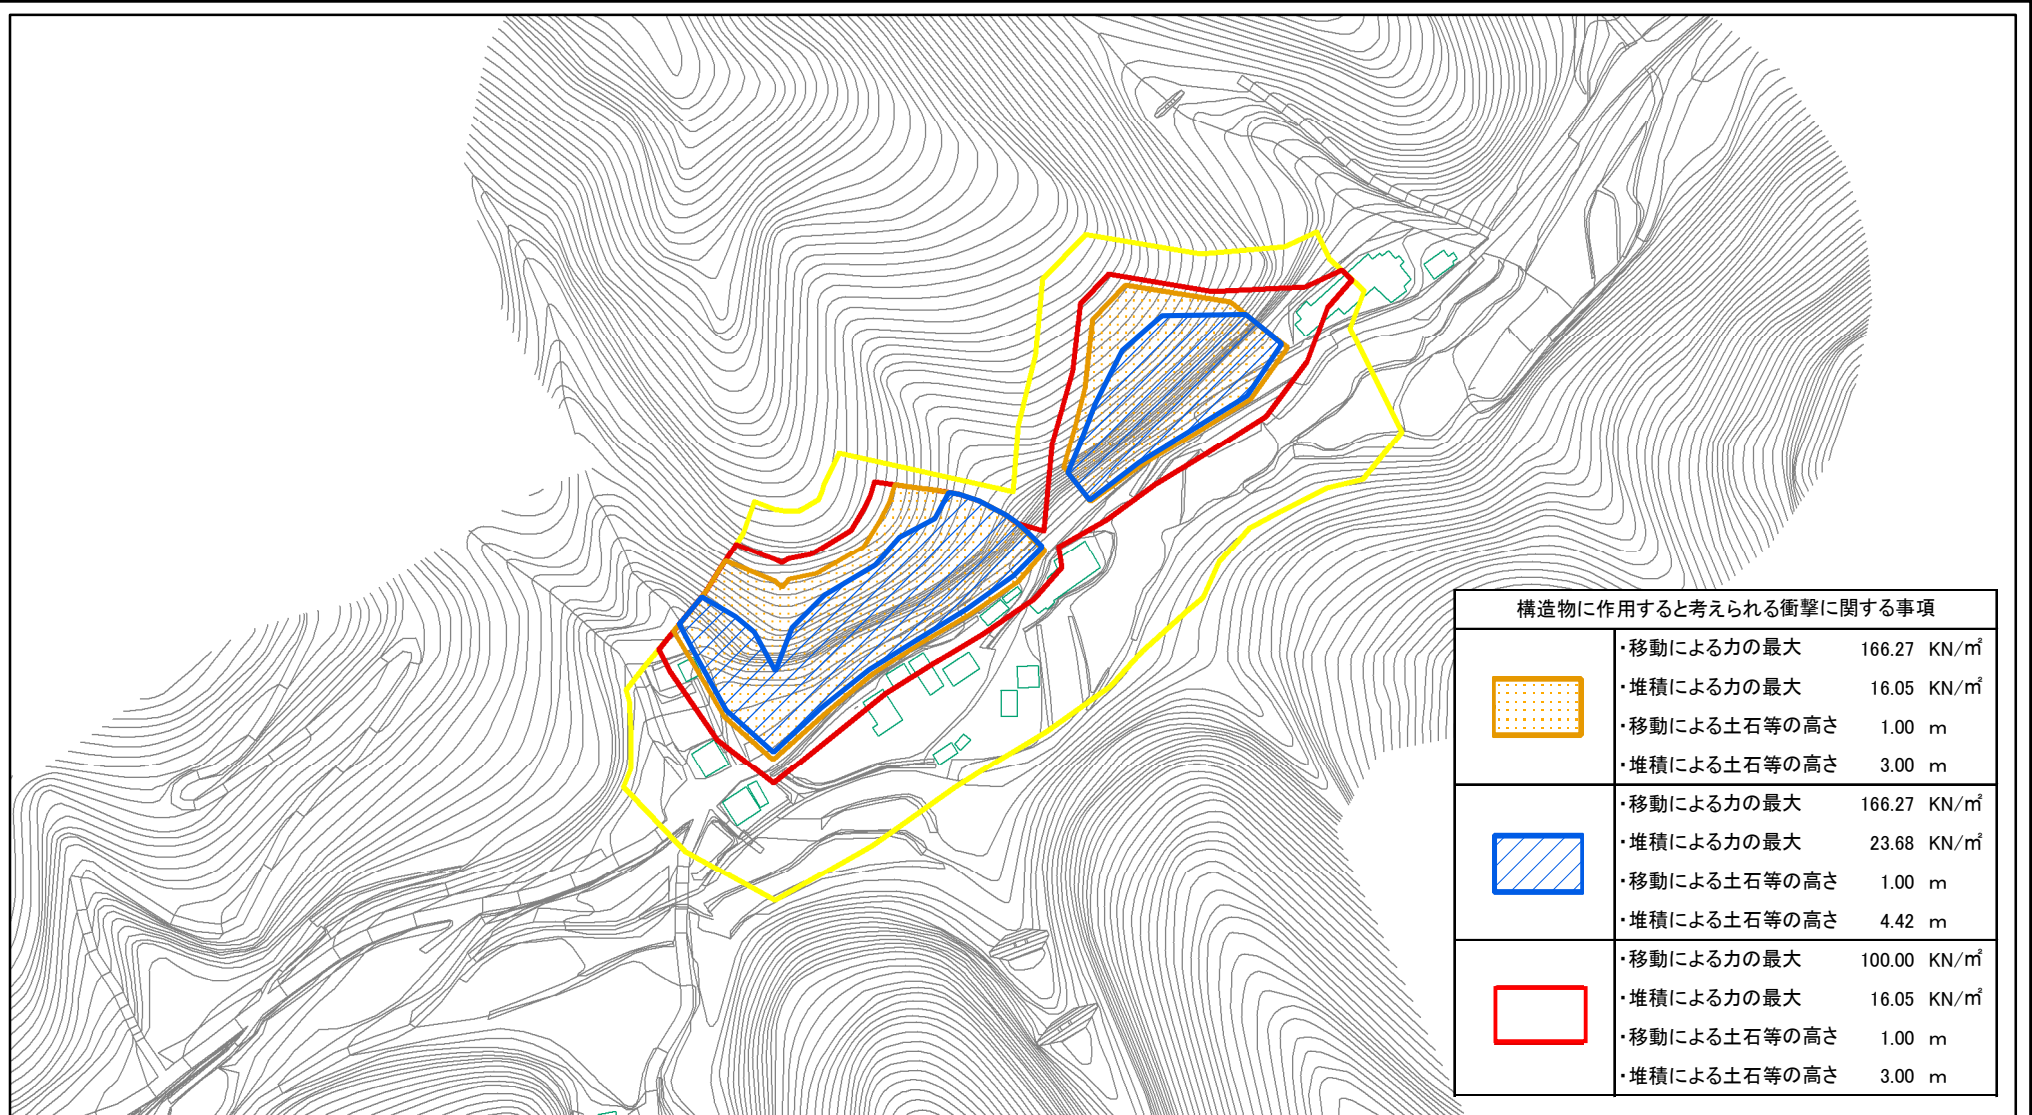 構造物に作用すると考えられる衝撃に関する事項
・移動による力の最大 166.27 KN/㎡
・堆積による力の最大 16.05 KN/㎡
・移動による土石等の高さ 1.00 m
・堆積による土石等の高さ 3.00 m
・移動による力の最大 166.27 KN/㎡
・堆積による力の最大 23.68 KN/㎡
・移動による土石等の高さ 1.00 m
・堆積による土石等の高さ 4.42 m
・移動による力の最大 100.00 KN/㎡
・堆積による力の最大 16.05 KN/㎡
・移動による土石等の高さ 1.00 m
・堆積による土石等の高さ 3.00 m